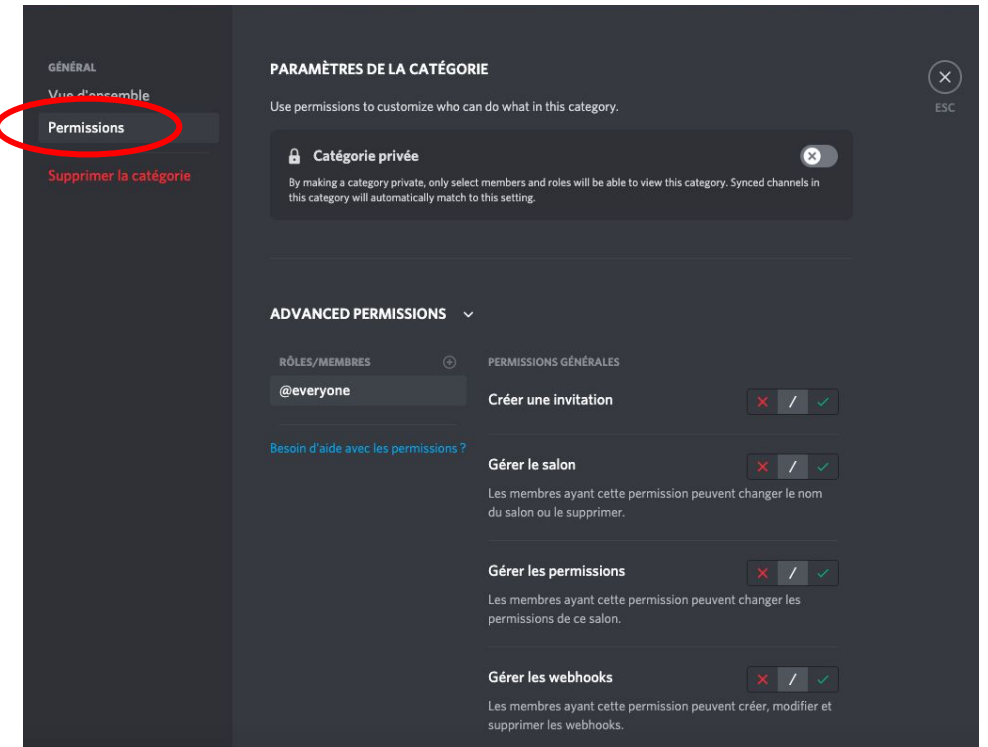 GÉNÉRAL
Vue d'ensemble
Permissions
Supprimer la catégorie
PARAMÈTRES DE LA CATÉGORIE
Use permissions to customize who can do what in this category.
Catégorie privée
By making a category private, only select members and roles will be able to view this category. Synced channels in
this category will automatically match to this setting.
ESC
ADVANCED PERMISSIONS
RÔLES/MEMBRES
@everyone
Besoin d'aide avec les permissions ?
PERMISSIONS GÉNÉRALES
Créer une invitation
Gérer le salon
Les membres ayant cette permission peuvent changer le nom
du salon ou le supprimer.
Gérer les permissions
Les membres ayant cette permission peuvent changer les
permissions de ce salon.
Gérer les webhooks
Les membres ayant cette permission peuvent créer, modifier et
supprimer les webhooks.